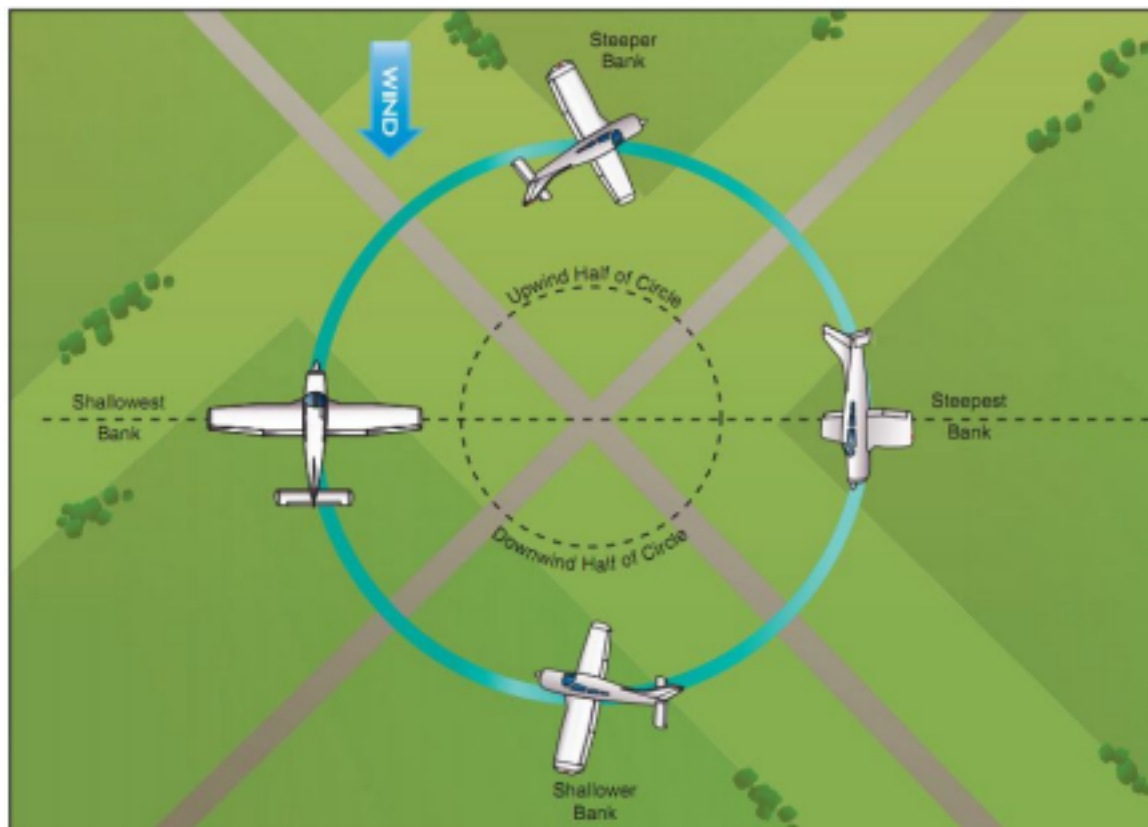 Steeper
Bank
WIND
Upwind Half of Circle
Shallowest
Bank
Steepest
Bank
Downwind Half of Circle
Shallower
Bank